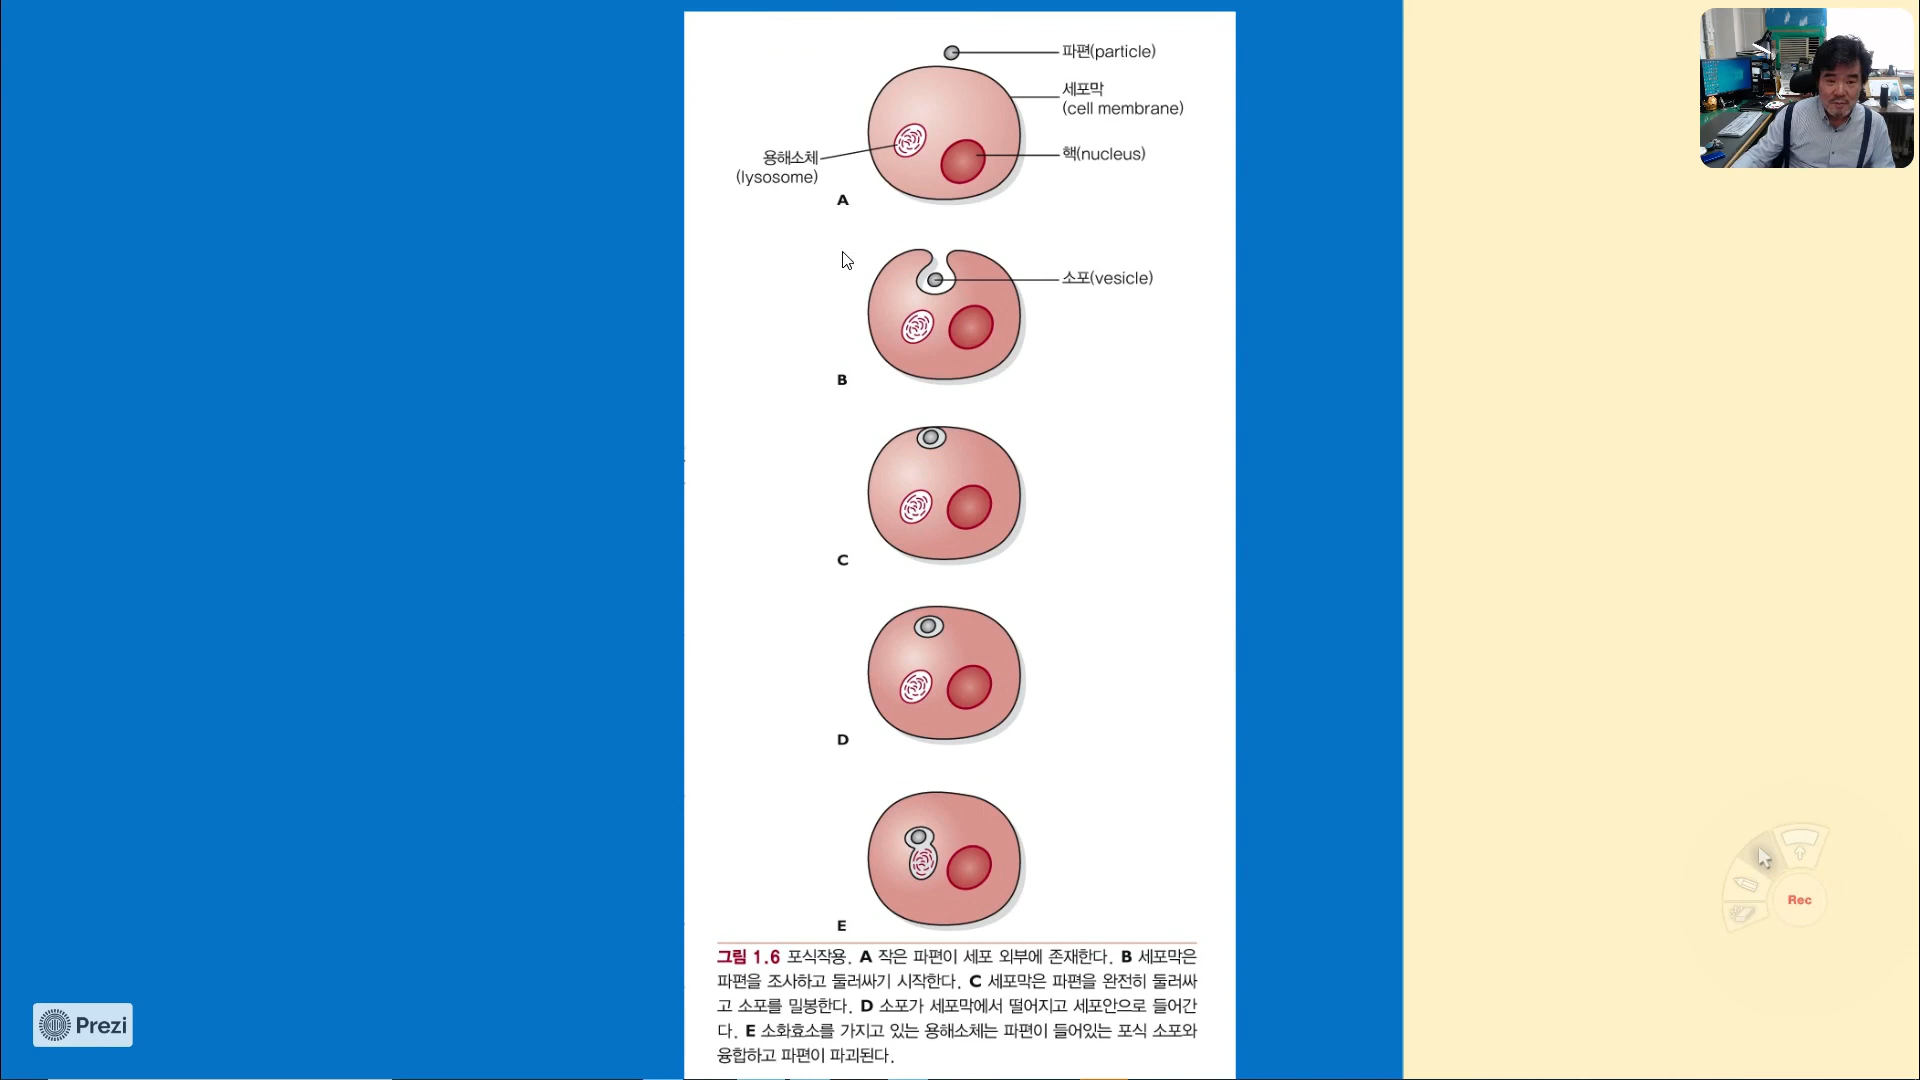 파편(particle)
세포막
(cell membrane)
핵(nucleus)
용해소체
(lysosome)
A
소포(vesicle)
B
C
D
E
그림 1.6 포식작용. A 작은 파편이 세포 외부에 존재한다. B 세포막은
파편을 조사하고 둘러싸기 시작한다. C 세포막은 파편을 완전히 둘러싸
고 소포를 밀봉한다. D 소포가 세포막에서 떨어지고 세포안으로 들어간
다. E 소화효소를 가지고 있는 용해소체는 파편이 들어있는 포식 소포와
융합하고 파편이 파괴된다.
Rec
Prezi